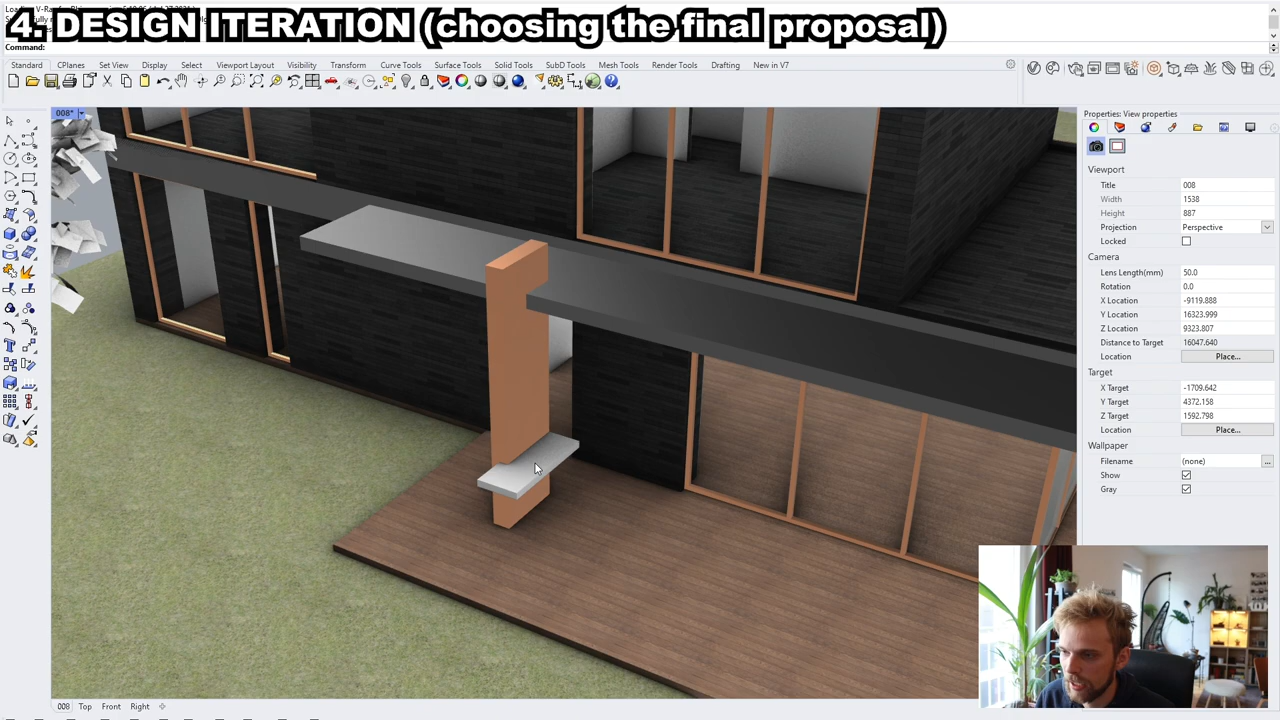 4. DESIGN ITERATION (choosing the final proposal)
Command:
Standard CPlanes Set View Display Select Viewport Layout Visibility Transform Curve Tools Surface Tools Solid Tools SubD Tools Mesh Tools Render Tools Drafting New in V7
008*
Properties: View properties
Viewport
Title 008
Width 1538
Height 887
Projection Perspective
Locked
Camera
Lens Length(mm) 50.0
Rotation 0.0
X Location -9119.888
Y Location 16323.999
Z Location 9323.807
Distance to Target 16047.640
Location Place...
Target
X Target -1709.642
Y Target 4372.158
Z Target 1592.798
Location Place...
Wallpaper
Filename (none) ...
Show
Gray
008 Top Front Right